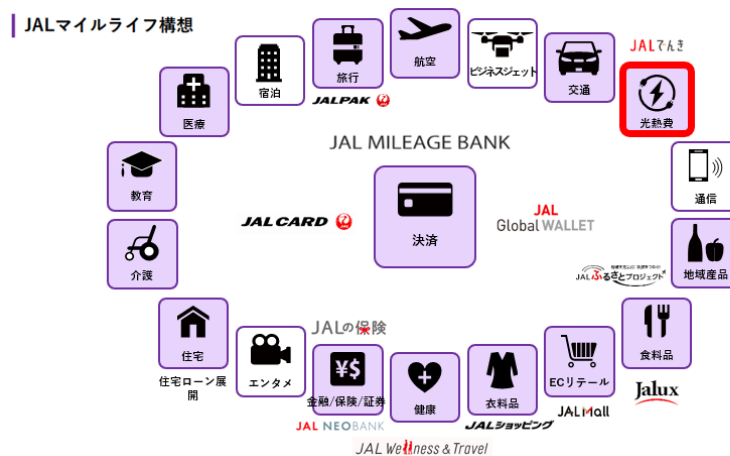 JALマイルライフ構想
航空
旅行
JALPAK
宿泊
ビジネスジェット
交通
JALでんき
光熱費
医療
JAL MILEAGE BANK
教育
通信
決済
JAL CARD
JAL
Global WALLET
介護
地域産品
JALふるさとプロジェクト
住宅
住宅ローン展
開
エンタメ
JALの保険
金融/保険/証券
JAL NEOBANK
健康
JAL Wellness & Travel
衣料品
JALショッピング
ECリテール
JAL Mall
食料品
Jalux
¥$